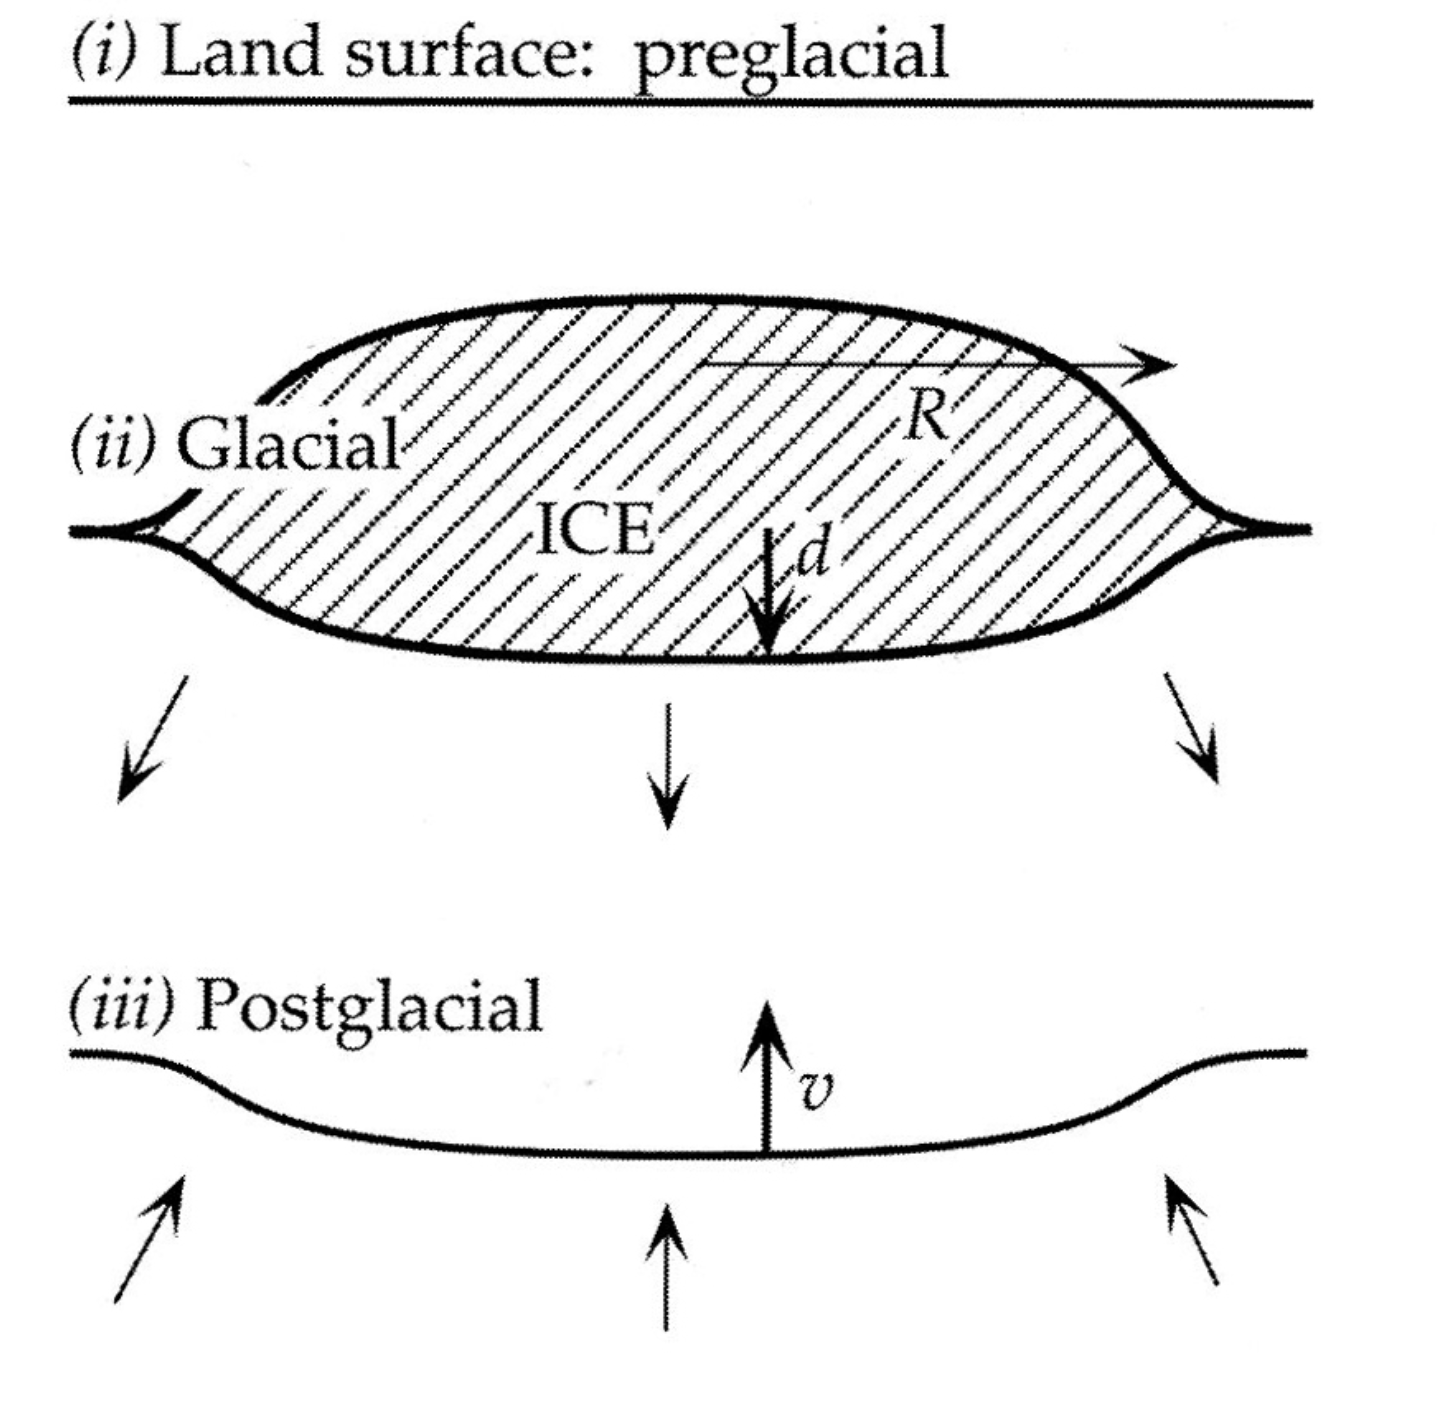 (i) Land surface: preglacial
R
(ii) Glacial
ICE
d
(iii) Postglacial
v